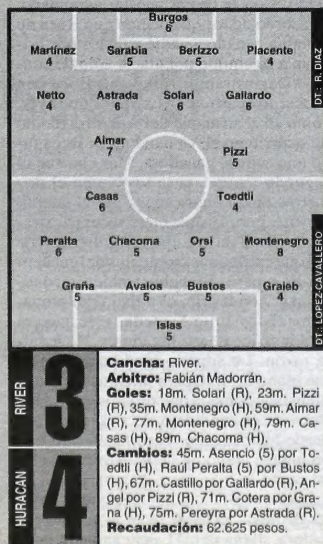 Burgos
6
Martínez Sarabia Berizzo Placente
4 5 5 4
Netto Astrada Solari Gallardo
4 6 6 6
Aimar
7
Pizzi
5
DT.: R. DIAZ
Casas
6
Toedtli
4
Peralta Chacoma Orsi Montenegro
6 5 5 8
Graña Avalos Bustos Graieb
5 5 5 4
Islas
5
DT.: LOPEZ-CAVALLERO
RIVER
3
HURACAN
4
Cancha: River.
Arbitro: Fabián Madorrán.
Goles: 18m. Solari (R), 23m. Pizzi
(R), 35m. Montenegro (H), 59m. Aimar
(R), 77m. Montenegro (H), 79m. Ca-
sas (H), 89m. Chacoma (H).
Cambios: 45m. Asencio (5) por To-
edtli (H), Raúl Peralta (5) por Bustos
(H), 67m. Castillo por Gallardo (R), An-
gel por Pizzi (R), 71m. Cotera por Gra-
na (H), 75m. Pereyra por Astrada (R).
Recaudación: 62.625 pesos.